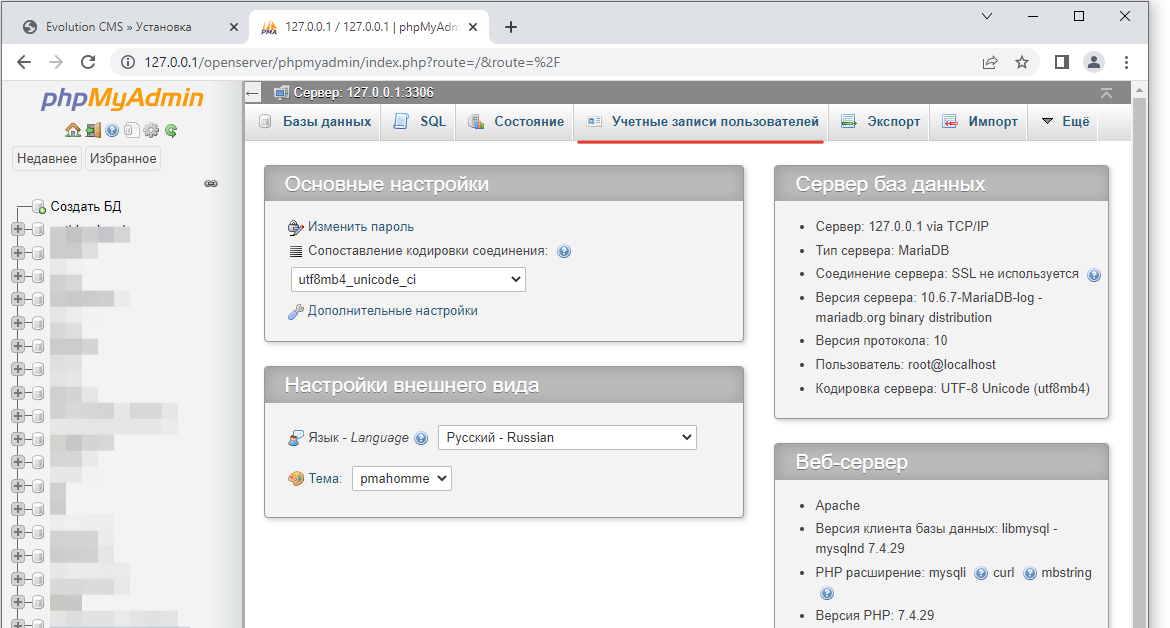 Evolution CMS » Установка
127.0.0.1 / 127.0.0.1 | phpMyAdm
127.0.0.1/openserver/phpmyadmin/index.php?route=/&route=%2F
phpMyAdmin
Недавнее Избранное
Создать БД
Сервер: 127.0.0.1:3306
Базы данных SQL Состояние Учетные записи пользователей Экспорт Импорт Ещё
Основные настройки
Изменить пароль
Сопоставление кодировки соединения:
utf8mb4_unicode_ci
Дополнительные настройки
Настройки внешнего вида
Язык - Language Русский - Russian
Тема: pmahomme
Сервер баз данных
Сервер: 127.0.0.1 via TCP/IP
Тип сервера: MariaDB
Соединение сервера: SSL не используется
Версия сервера: 10.6.7-MariaDB-log -
mariadb.org binary distribution
Версия протокола: 10
Пользователь: root@localhost
Кодировка сервера: UTF-8 Unicode (utf8mb4)
Веб-сервер
Apache
Версия клиента базы данных: libmysql -
mysqlnd 7.4.29
PHP расширение: mysqli curl mbstring
Версия PHP: 7.4.29